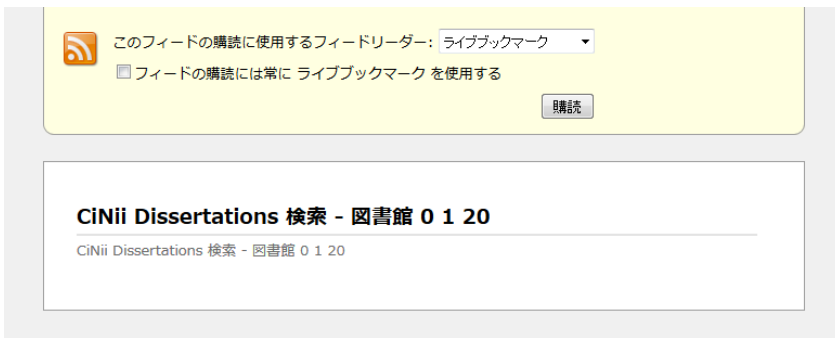 このフィードの購読に使用するフィードリーダー: ライブブックマーク
フィードの購読には常に ライブブックマーク を使用する
購読
CiNii Dissertations 検索 - 図書館 0 1 20
CiNii Dissertations 検索 - 図書館 0 1 20